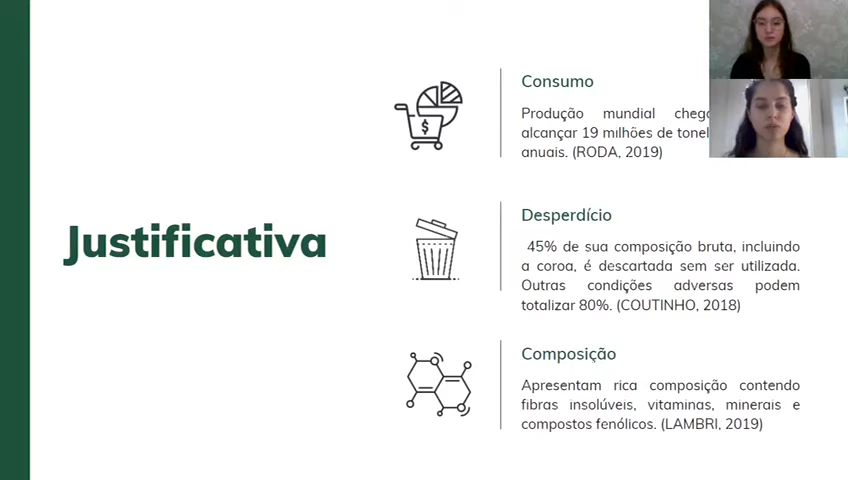 Justificativa
Consumo
Produção mundial
alcançar 19 milhões de
anuais. (RODA, 2019)
Desperdício
45% de sua composição bruta, incluindo
a coroa, é descartada sem ser utilizada.
Outras condições adversas podem
totalizar 80%. (COUTINHO, 2018)
Composição
Apresentam rica composição contendo
fibras insolúveis, vitaminas, minerais e
compostos fenólicos. (LAMBRI, 2019)
$